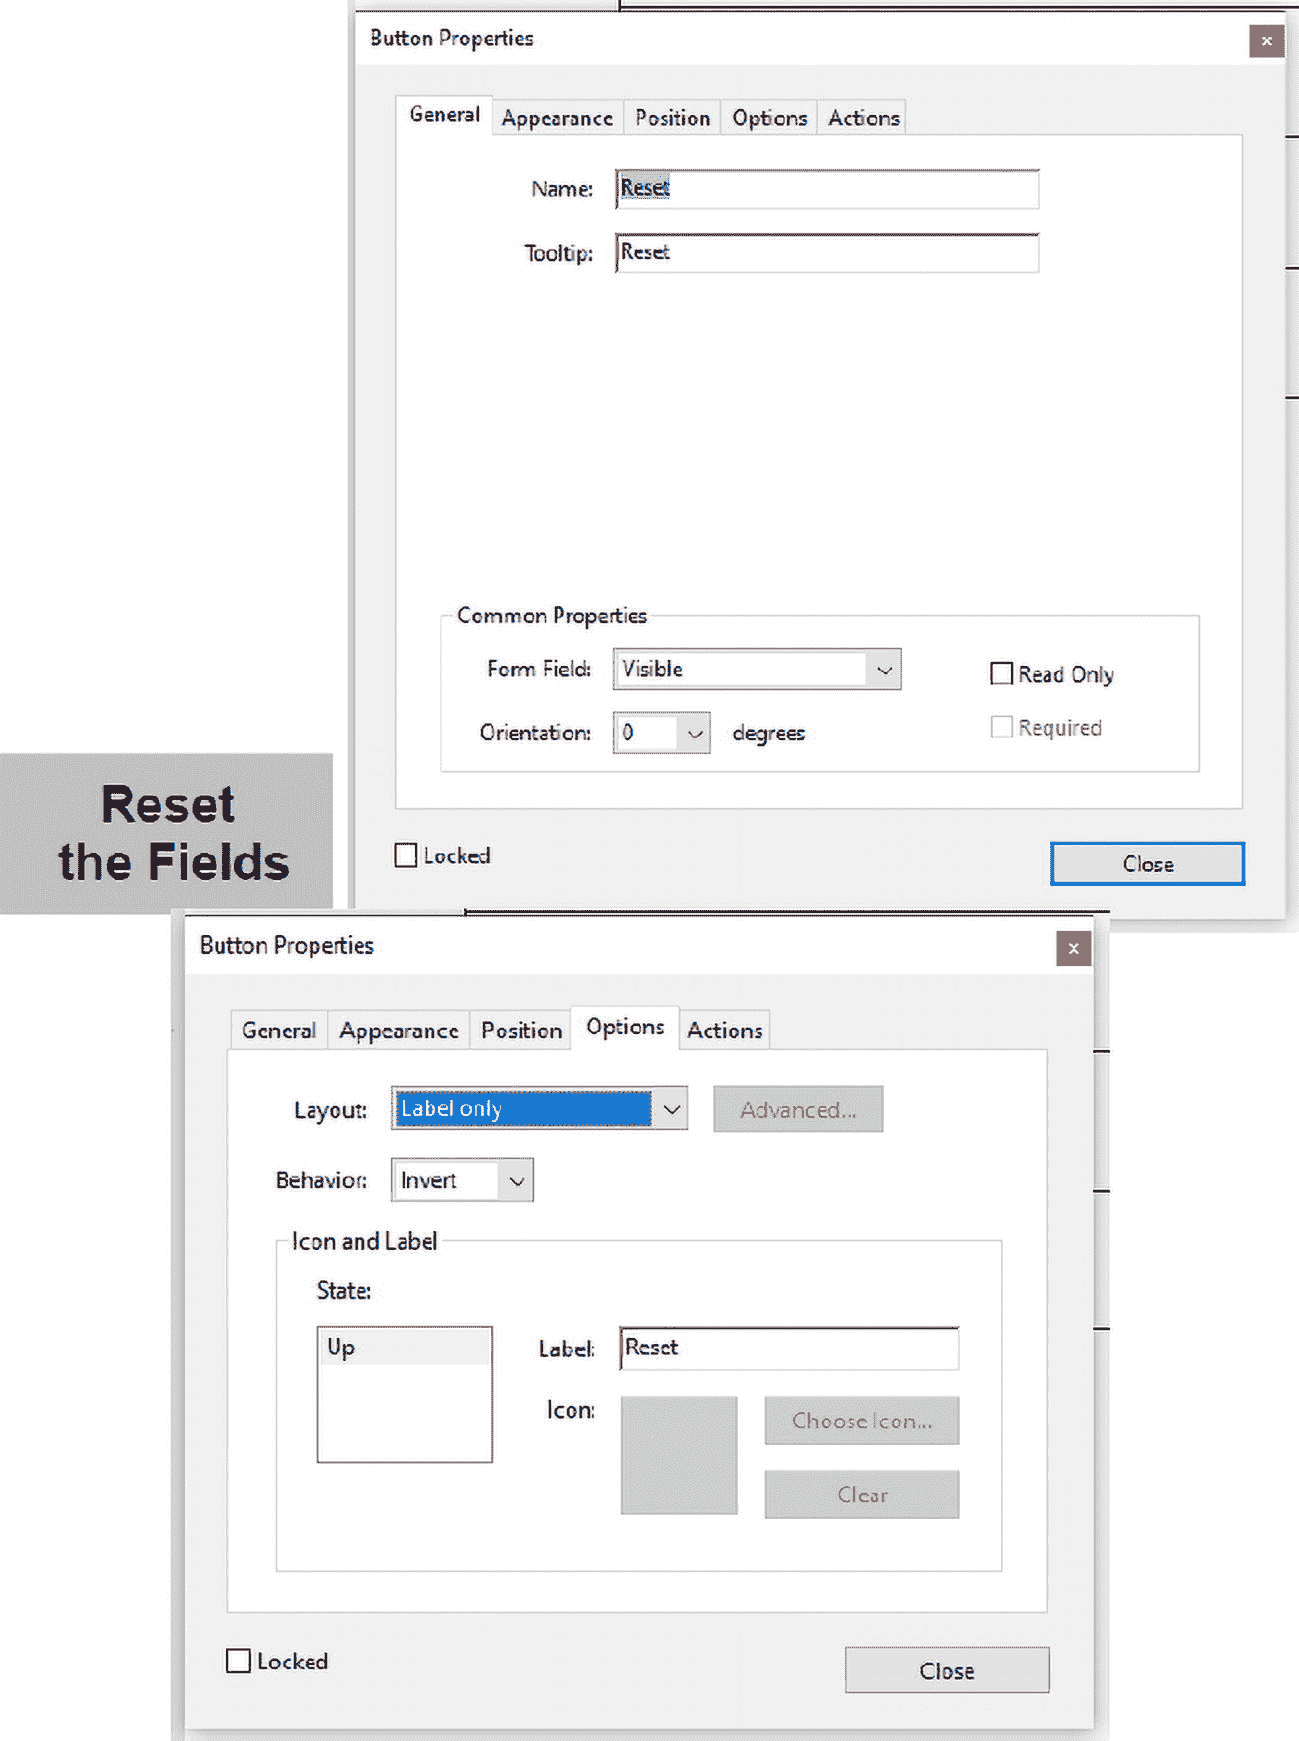 Button Properties
General Appearance Position Options Actions
Name: Reset
Tooltip: Reset
Common Properties
Form Field: Visible
Read Only
Orientation: 0 degrees
Required
Locked
Close
Reset
the Fields
Button Properties
General Appearance Position Options Actions
Layout: Label only Advanced...
Behavior: Invert
Icon and Label
State:
Up
Label: Reset
Icon: Choose Icon...
Clear
Locked
Close